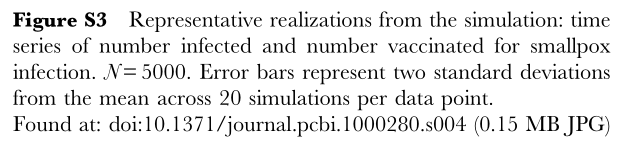 Figure S3 Representative realizations from the simulation: time
series of number infected and number vaccinated for smallpox
infection. N= 5000. Error bars represent two standard deviations
from the mean across 20 simulations per data point.
Found at: doi:10.1371/journal.pcbi.1000280.s004 (0.15 MB JPG)